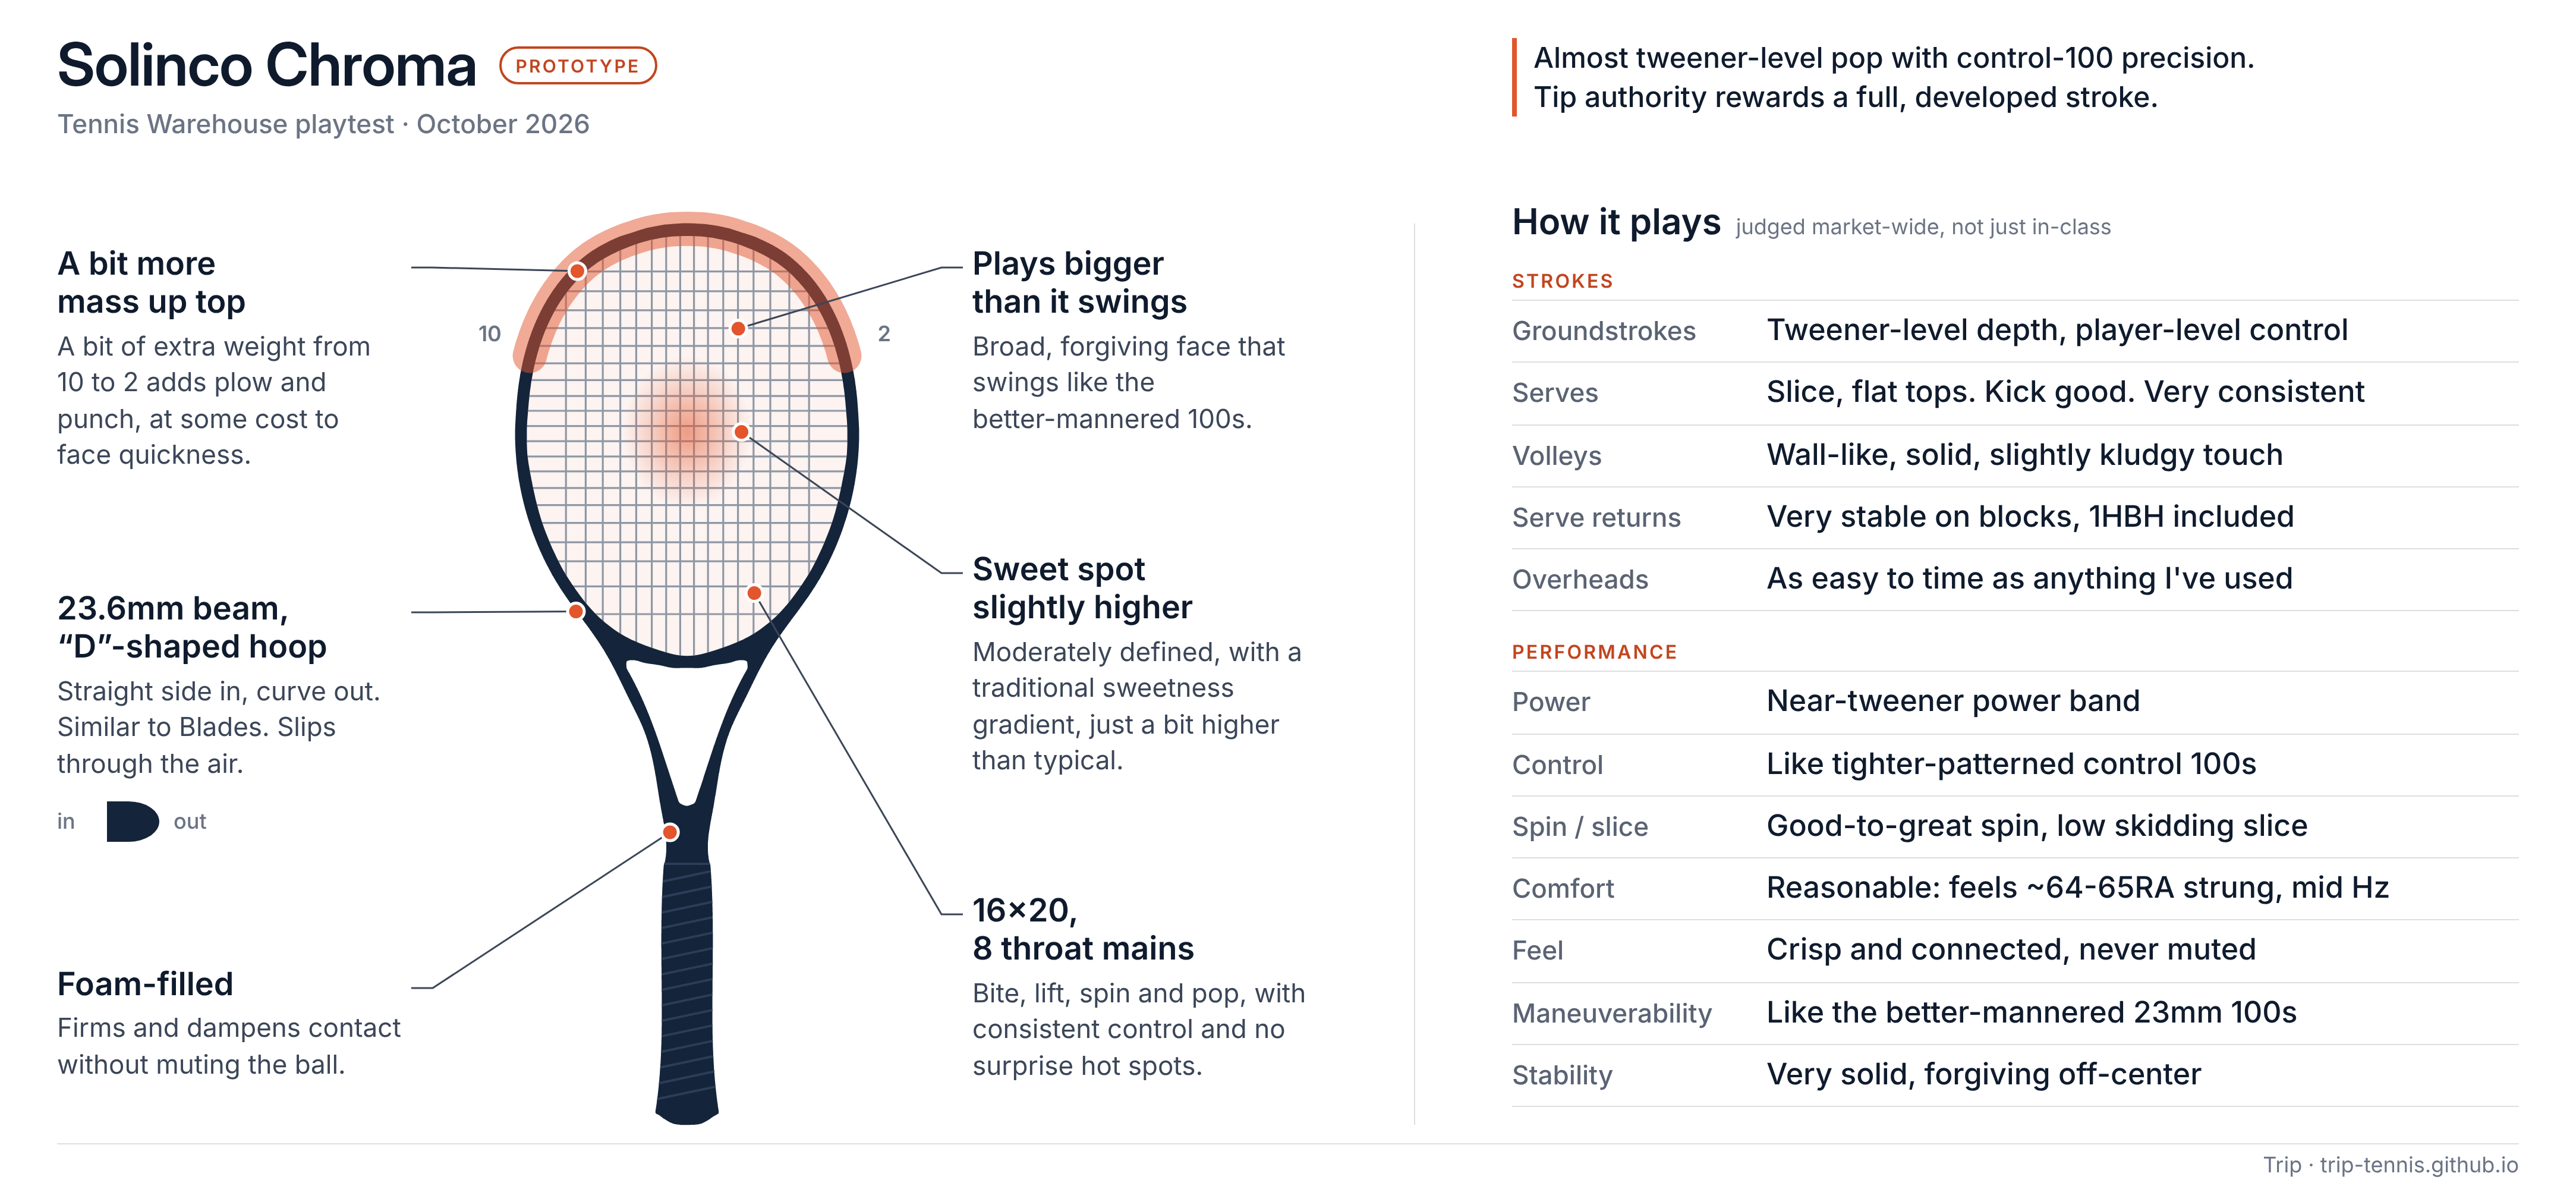 Solinco Chroma
PROTOTYPE
Tennis Warehouse playtest · October 2026
Almost tweener-level pop with control-100 precision.
Tip authority rewards a full, developed stroke.
A bit more
mass up top
A bit of extra weight from
10 to 2 adds plow and
punch, at some cost to
face quickness.
23.6mm beam,
“D”-shaped hoop
Straight side in, curve out.
Similar to Blades. Slips
through the air.
in
out
Foam-filled
Firms and dampens contact
without muting the ball.
10
2
Plays bigger
than it swings
Broad, forgiving face that
swings like the
better-mannered 100s.
Sweet spot
slightly higher
Moderately defined, with a
traditional sweetness
gradient, just a bit higher
than typical.
16×20,
8 throat mains
Bite, lift, spin and pop, with
consistent control and no
surprise hot spots.
How it plays judged market-wide, not just in-class
STROKES
Groundstrokes Tweener-level depth, player-level control
Serves Slice, flat tops. Kick good. Very consistent
Volleys Wall-like, solid, slightly kludgy touch
Serve returns Very stable on blocks, 1HBH included
Overheads As easy to time as anything I've used
PERFORMANCE
Power Near-tweener power band
Control Like tighter-patterned control 100s
Spin / slice Good-to-great spin, low skidding slice
Comfort Reasonable: feels ~64-65RA strung, mid Hz
Feel Crisp and connected, never muted
Maneuverability Like the better-mannered 23mm 100s
Stability Very solid, forgiving off-center
Trip · trip-tennis.github.io